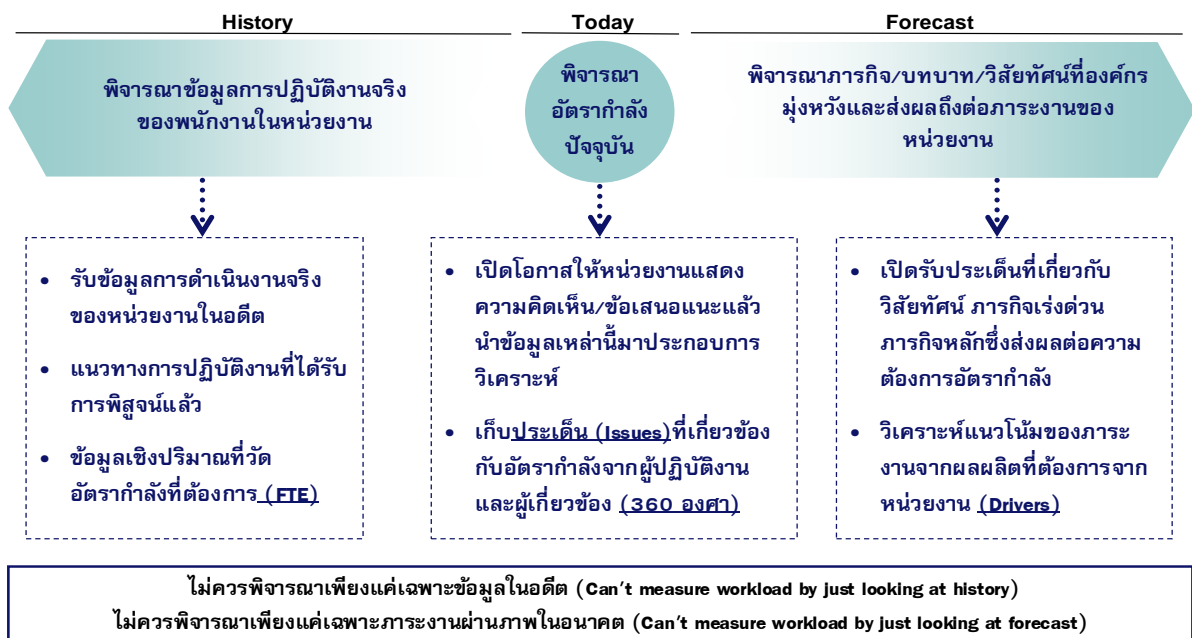 History
Today
Forecast
พิจารณาข้อมูลการปฏิบัติงานจริง
ของพนักงานในหน่วยงาน
พิจารณา
อัตรากำลัง
ปัจจุบัน
พิจารณาภารกิจ/บทบาท/วิสัยทัศน์ที่องค์กร
มุ่งหวังและส่งผลถึงต่อภาระงานของ
หน่วยงาน
• รับข้อมูลการดำเนินงานจริง
ของหน่วยงานในอดีต
• แนวทางการปฏิบัติงานที่ได้รับ
การพิสูจน์แล้ว
• ข้อมูลเชิงปริมาณที่วัด
อัตรากำลังที่ต้องการ (FTE)
• เปิดโอกาสให้หน่วยงานแสดง
ความคิดเห็น/ข้อเสนอแนะแล้ว
นำข้อมูลเหล่านี้มาประกอบการ
วิเคราะห์
• เก็บประเด็น (Issues)ที่เกี่ยวข้อง
กับอัตรากำลังจากผู้ปฏิบัติงาน
และผู้เกี่ยวข้อง (360 องศา)
• เปิดรับประเด็นที่เกี่ยวกับ
วิสัยทัศน์ ภารกิจเร่งด่วน
ภารกิจหลักซึ่งส่งผลต่อความ
ต้องการอัตรากำลัง
• วิเคราะห์แนวโน้มของภาระ
งานจากผลผลิตที่ต้องการจาก
หน่วยงาน (Drivers)
ไม่ควรพิจารณาเพียงแค่เฉพาะข้อมูลในอดีต (Can't measure workload by just looking at history)
ไม่ควรพิจารณาเพียงแค่เฉพาะภาระงานผ่านภาพในอนาคต (Can't measure workload by just looking at forecast)